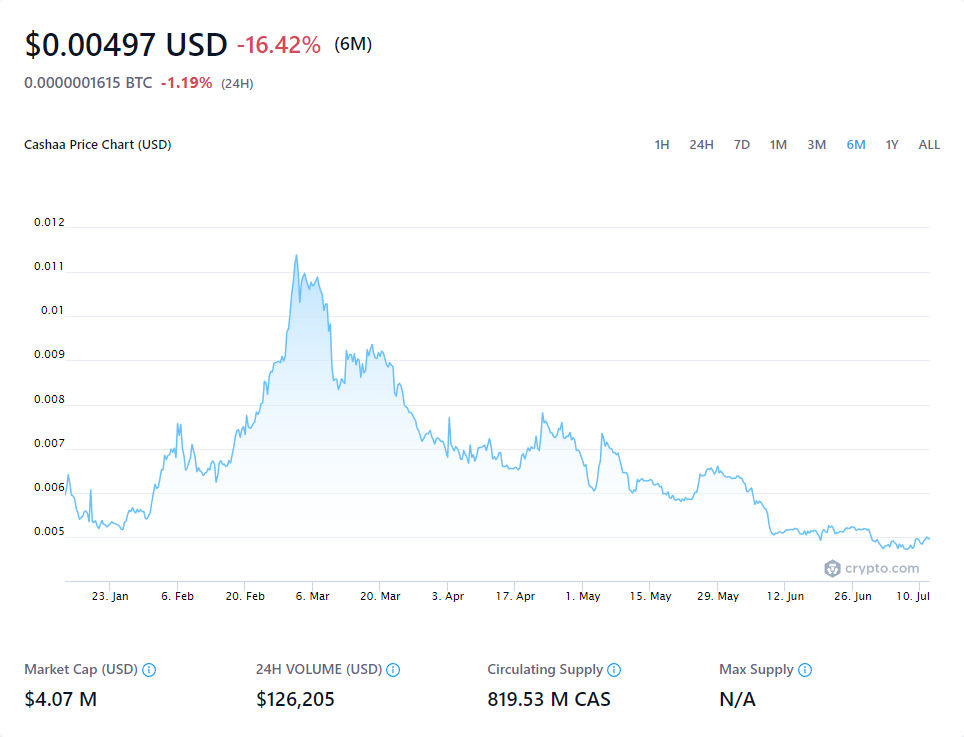 $0.00497 USD -16.42% (6M)
0.0000001615 BTC -1.19% (24H)
Cashaa Price Chart (USD) 1H 24H 7D 1M 3M 6M 1Y ALL
0.012
0.011
0.01
0.009
0.008
0.007
0.006
0.005
crypto.com
23. Jan 6. Feb 20. Feb 6. Mar 20. Mar 3. Apr 17. Apr 1. May 15. May 29. May 12. Jun 26. Jun 10. Jul
Market Cap (USD) 24H VOLUME (USD) Circulating Supply Max Supply
$4.07 M $126,205 819.53 M CAS N/A